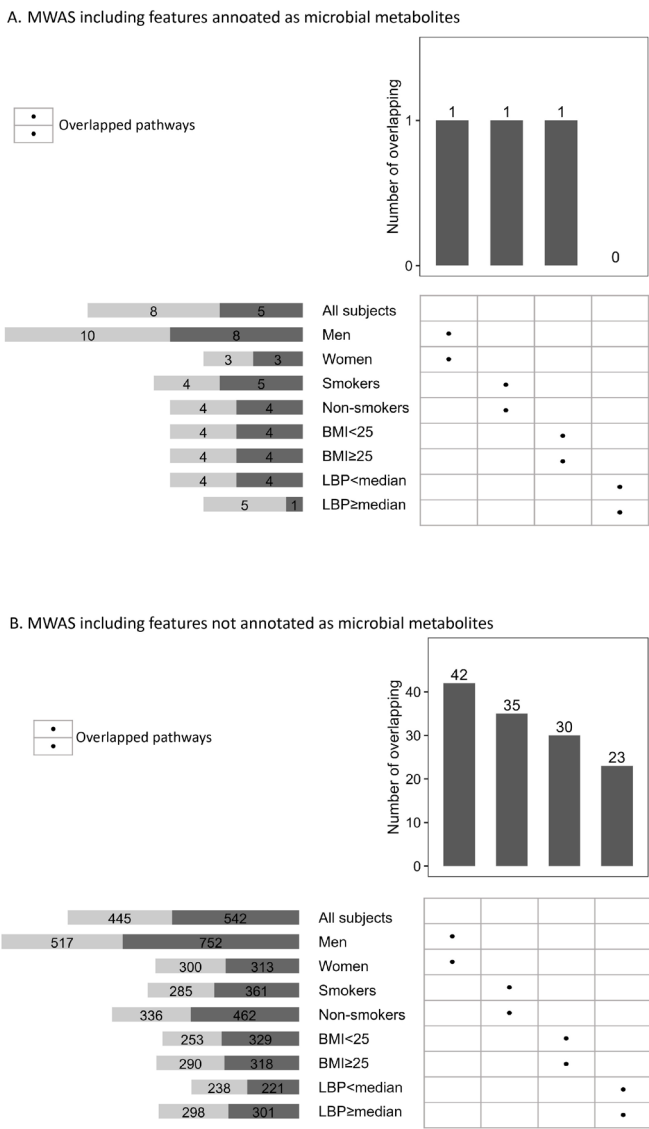 A. MWAS including features annoated as microbial metabolites
Overlapped pathways
Number of overlapping
1
0
1 1 1 0
8 5 All subjects
10 8 Men
3 3 Women
4 5 Smokers
4 4 Non-smokers
4 4 BMI<25
4 4 BMI≥25
4 4 LBP<median
5 1 LBP≥median
B. MWAS including features not annotated as microbial metabolites
Overlapped pathways
Number of overlapping
40
30
20
10
0
42 35 30 23
445 542 All subjects
517 752 Men
300 313 Women
285 361 Smokers
336 462 Non-smokers
253 329 BMI<25
290 318 BMI≥25
238 221 LBP<median
298 301 LBP≥median